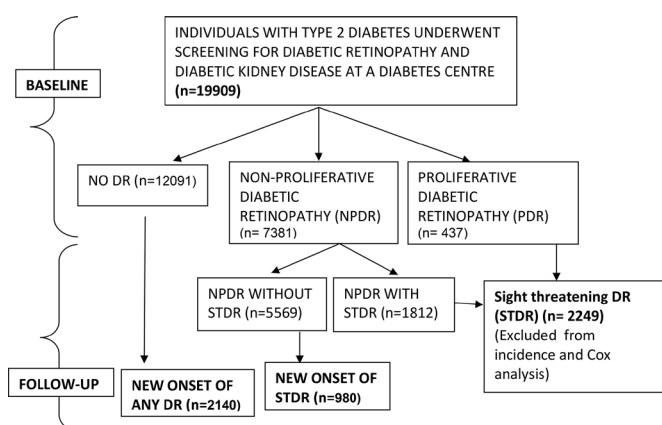 INDIVIDUALS WITH TYPE 2 DIABETES UNDERWENT
SCREENING FOR DIABETIC RETINOPATHY AND
DIABETIC KIDNEY DISEASE AT A DIABETES CENTRE
(n=19909)
BASELINE
NO DR (n=12091)
NON-PROLIFERATIVE
DIABETIC
RETINOPATHY (NPDR)
(n= 7381)
PROLIFERATIVE
DIABETIC
RETINOPATHY (PDR)
(n= 437)
NPDR WITHOUT
STDR (n=5569)
NPDR WITH
STDR (n=1812)
Sight threatening DR
(STDR) (n= 2249)
(Excluded from
incidence and Cox
analysis)
FOLLOW-UP
NEW ONSET OF
ANY DR (n=2140)
NEW ONSET OF
STDR (n=980)